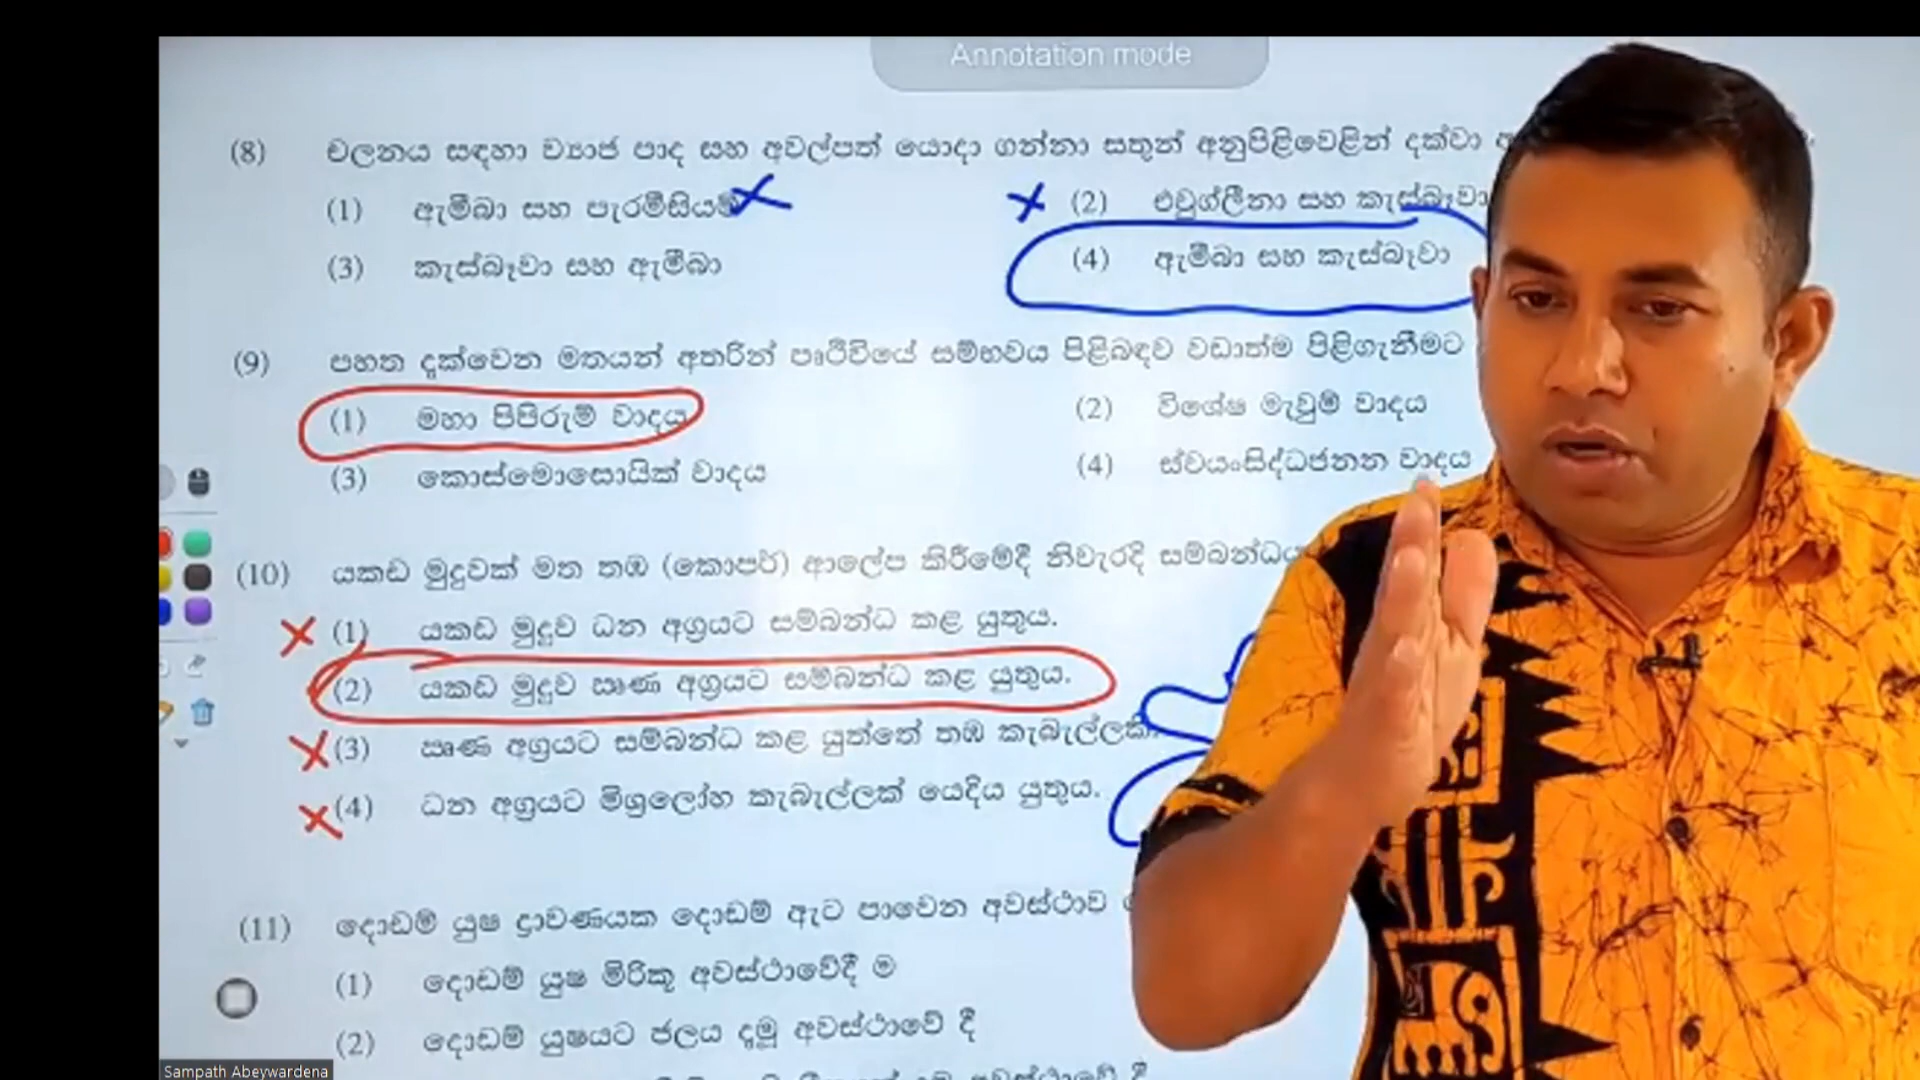 Annotation mode
(8) චලනය සඳහා ව්‍යාජ පාද සහ අවල්පත් යොදා ගන්නා සතුන් අනුපිළිවෙළින් දක්වා
(1) ඇමීබා සහ පැරමීසියම්
(2) එවුග්ලීනා සහ කැස්බෑවා
(3) කැස්බෑවා සහ ඇමීබා
(4) ඇමීබා සහ කැස්බෑවා
(9) පහත දැක්වෙන මතයන් අතරින් පෘථිවියේ සම්භවය පිළිබඳව වඩාත්ම පිළිගැනීමට
(1) මහා පිපිරුම් වාදය
(2) විශේෂ මැවුම් වාදය
(3) කොස්මොසොයික් වාදය
(4) ස්වයංසිද්ධජනන වාදය
(10) යකඩ මුදුවක් මත තඹ (කොපර්) ආලේප කිරීමේදී නිවැරදි සම්බන්ධය
(1) යකඩ මුදුව ධන අග්‍රයට සම්බන්ධ කළ යුතුය.
(2) යකඩ මුදුව ඍණ අග්‍රයට සම්බන්ධ කළ යුතුය.
(3) ඍණ අග්‍රයට සම්බන්ධ කළ යුත්තේ තඹ කැබැල්ලකි.
(4) ධන අග්‍රයට මිශ්‍රලෝහ කැබැල්ලක් යෙදිය යුතුය.
(11) දොඩම් යුෂ ද්‍රාවණයක දොඩම් ඇට පාවෙන අවස්ථාව
(1) දොඩම් යුෂ මිරිකූ අවස්ථාවේදී ම
(2) දොඩම් යුෂයට ජලය දැමූ අවස්ථාවේ දී
Sampath Abeywardena